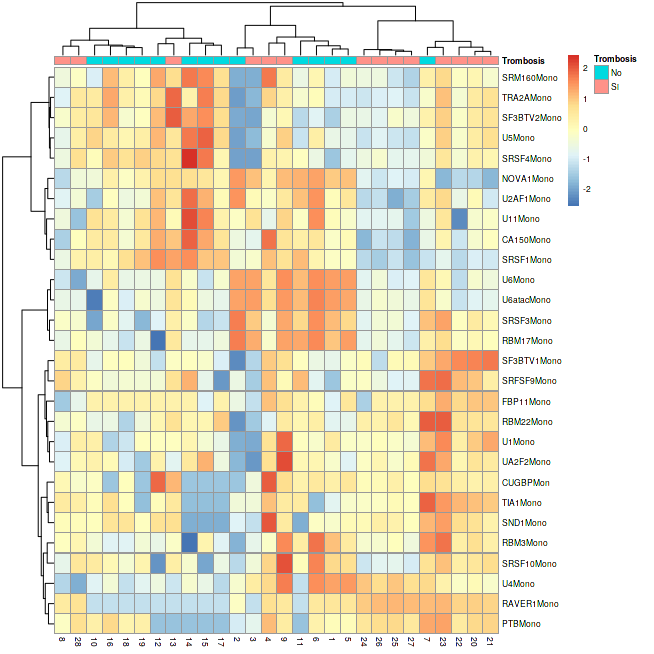 Trombosis
Trombosis
No
SI
2
1
0
-1
-2
SRM160Mono
TRA2AMono
SF3BTV2Mono
U5Mono
SRSF4Mono
NOVA1Mono
U2AF1Mono
U11Mono
CA150Mono
SRSF1Mono
U6Mono
U6atacMono
SRSF3Mono
RBM17Mono
SF3BTV1Mono
SRFSF9Mono
FBP11Mono
RBM22Mono
U1Mono
UA2F2Mono
CUGBPMon
TIA1Mono
SND1Mono
RBM3Mono
SRSF10Mono
U4Mono
RAVER1Mono
PTBMono
8 28 10 16 18 19 12 13 14 15 17 2 3 4 9 11 6 1 5 24 26 25 27 7 23 22 20 21